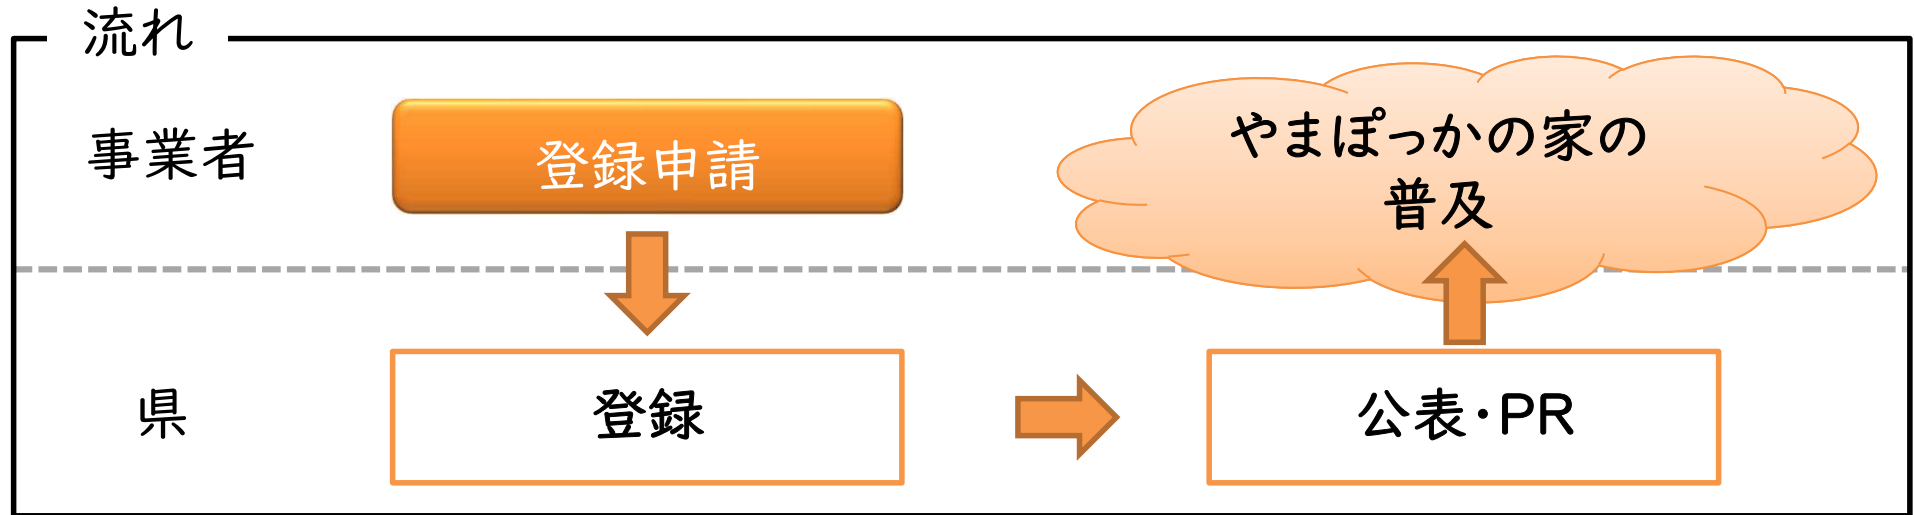 流れ
事業者
登録申請
やまぽっかの家の
普及
県
登録
公表・PR